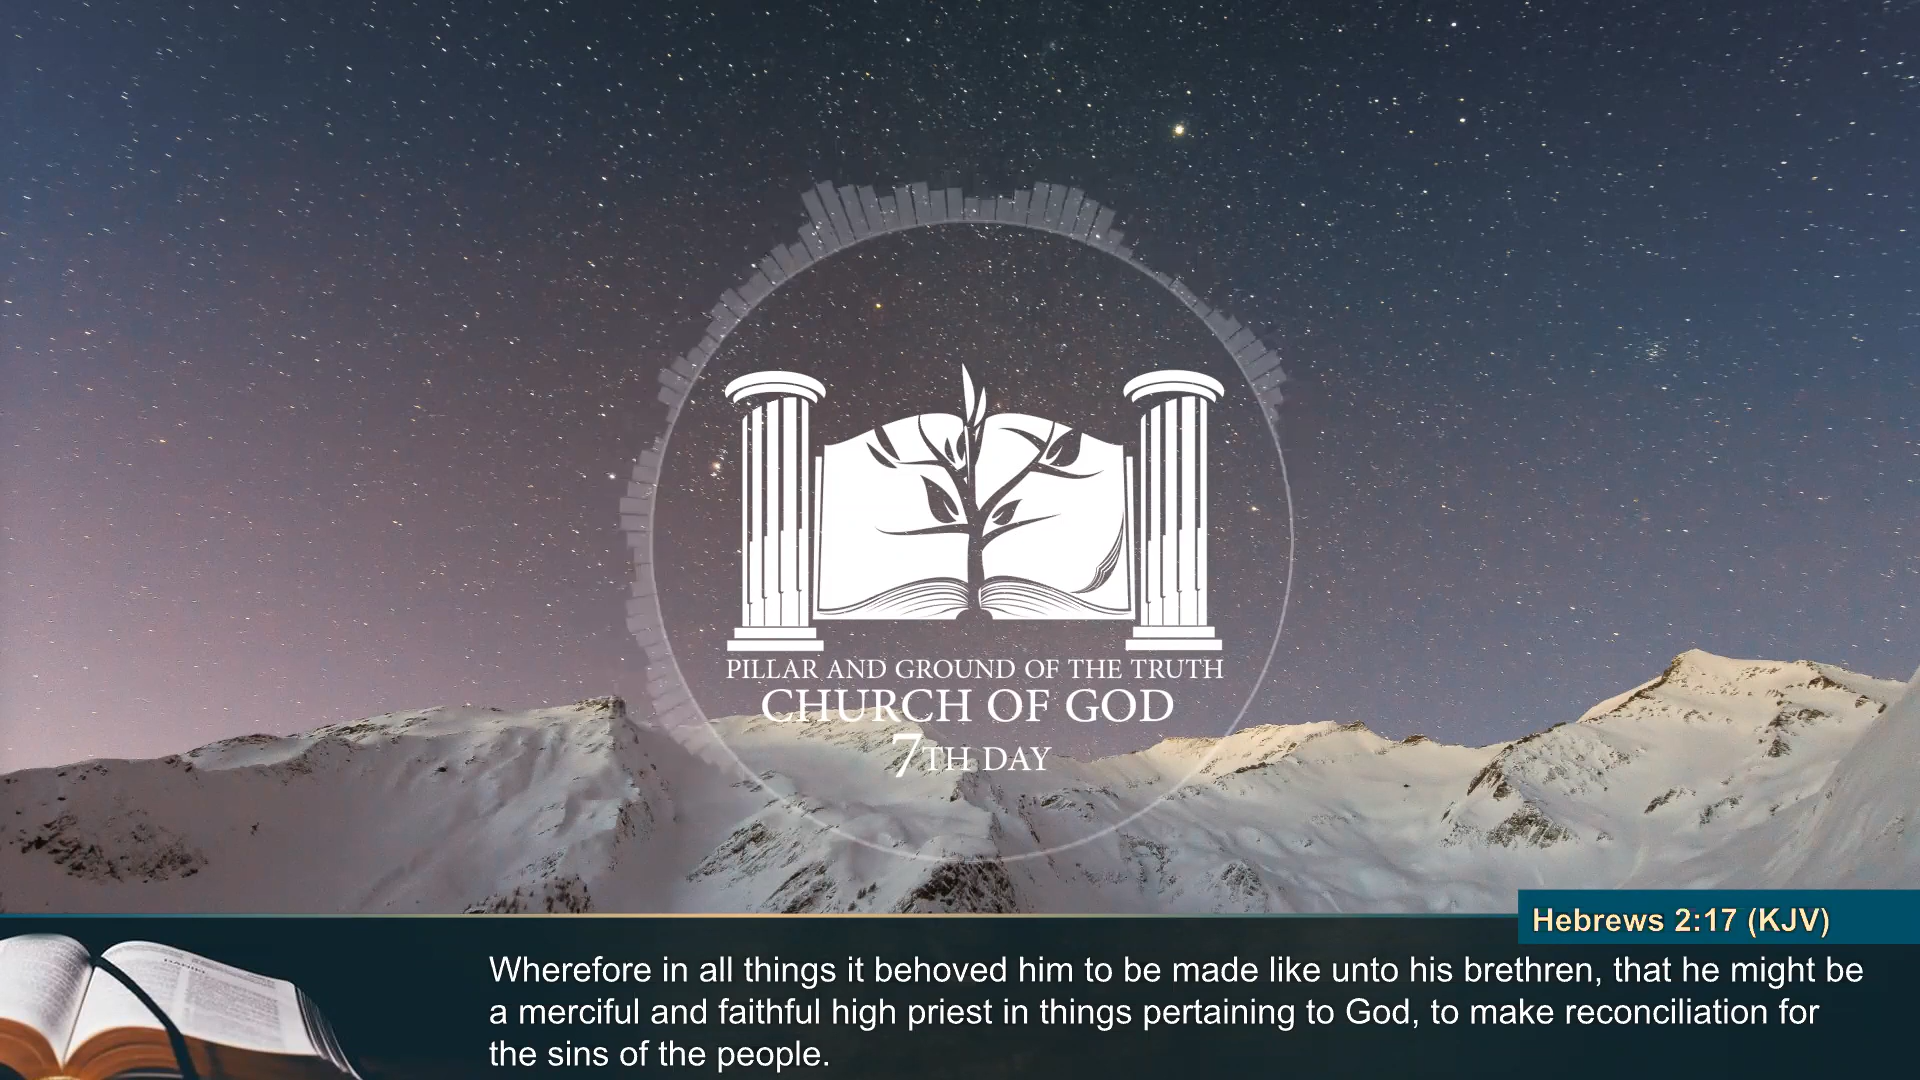 PILLAR AND GROUND OF THE TRUTH
CHURCH OF GOD
7TH DAY
Hebrews 2:17 (KJV)
Wherefore in all things it behoved him to be made like unto his brethren, that he might be
a merciful and faithful high priest in things pertaining to God, to make reconciliation for
the sins of the people.